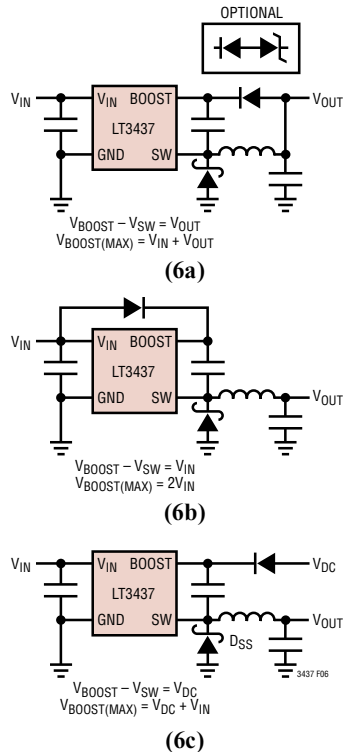 OPTIONAL
VIN VIN BOOST VOUT
LT3437
GND SW
VBOOST – VSW = VOUT
VBOOST(MAX) = VIN + VOUT
(6a)
VIN VIN BOOST
LT3437
GND SW VOUT
VBOOST – VSW = VIN
VBOOST(MAX) = 2VIN
(6b)
VIN VIN BOOST VDC
LT3437
GND SW VOUT
DSS
3437 F06
VBOOST – VSW = VDC
VBOOST(MAX) = VDC + VIN
(6c)